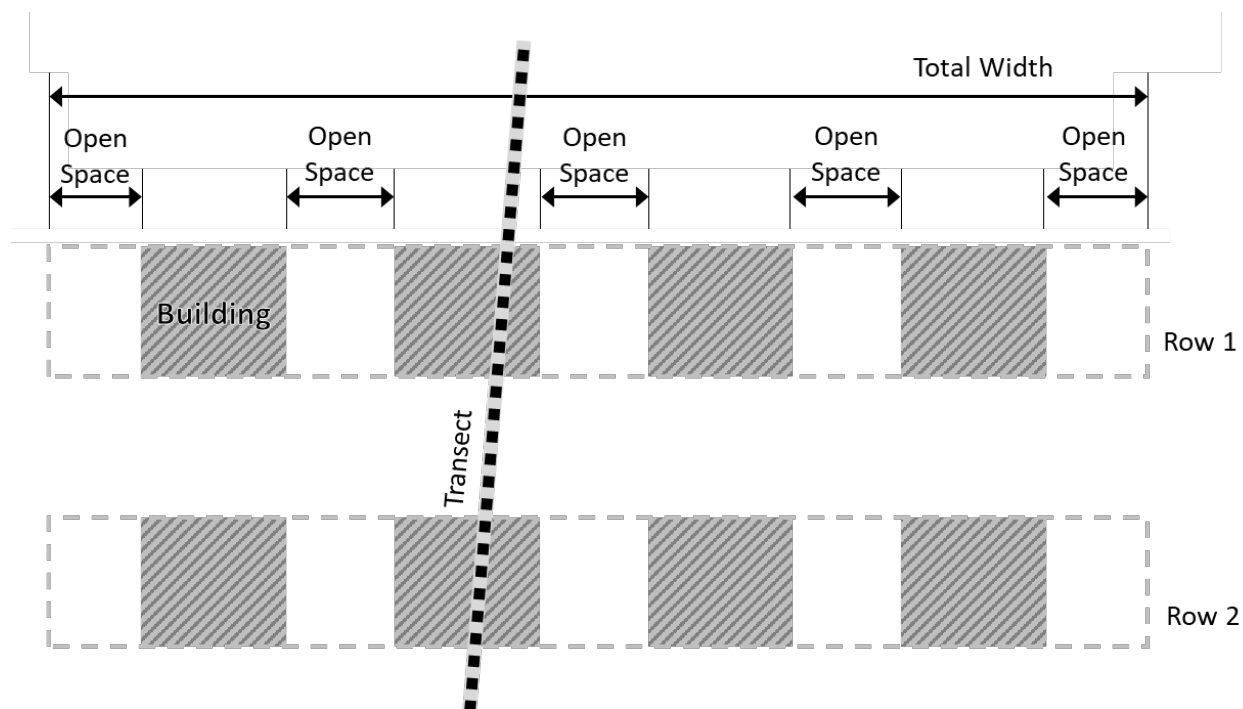 Total Width
Open
Space
Open
Space
Open
Space
Open
Space
Open
Space
Building
Row 1
Transect
Row 2